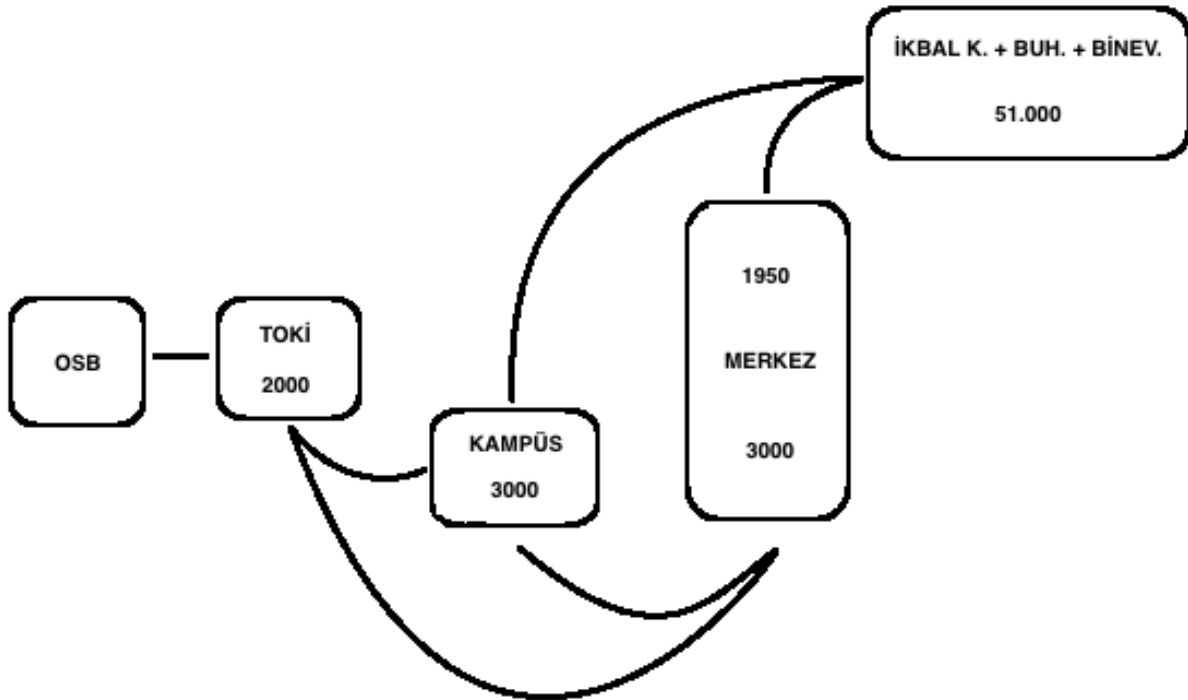 İKBAL K. + BUH. + BİNEV.
51.000
1950
MERKEZ
3000
OSB
TOKİ
2000
KAMPÜS
3000